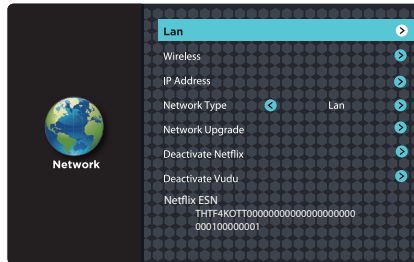 Lan
Wireless
IP Address
Network Type Lan
Network Upgrade
Deactivate Netflix
Deactivate Vudu
Network
Netflix ESN
THTF4KOTT00000000000000000000
000100000001